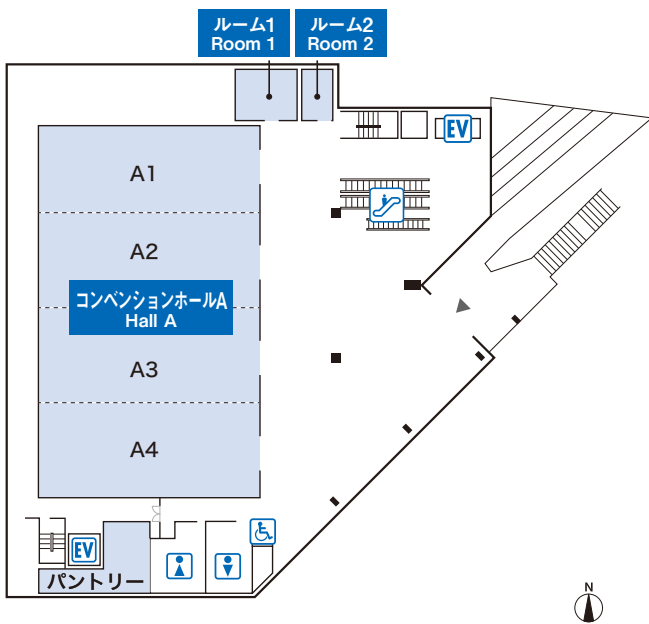 ルーム1
Room 1
ルーム2
Room 2
EV
A1
A2
コンベンションホールA
Hall A
A3
A4
EV
パントリー
N